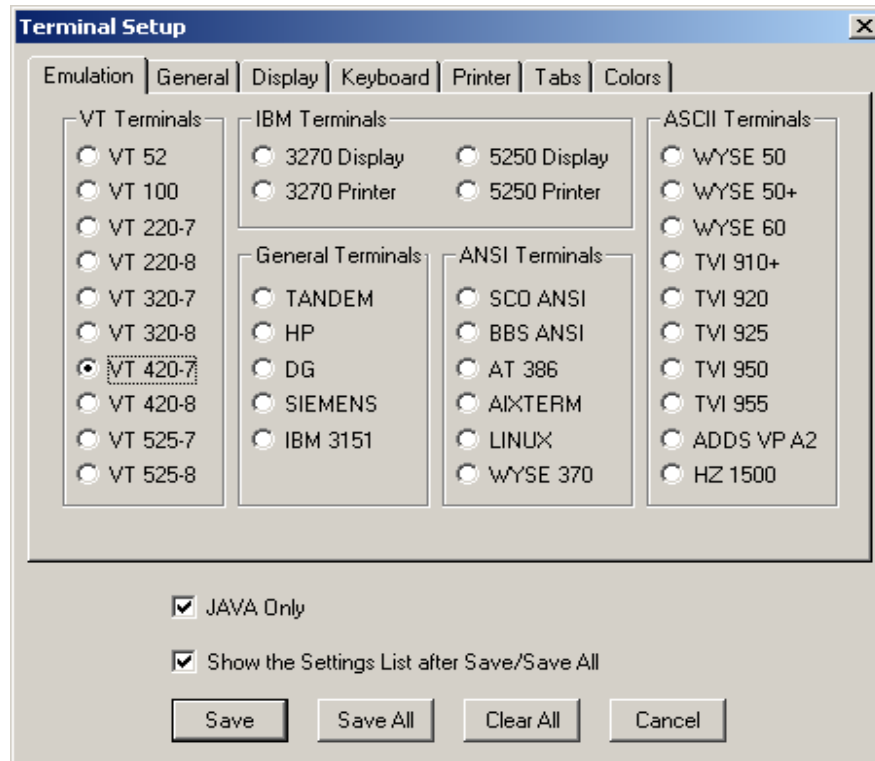 Terminal Setup
Emulation General Display Keyboard Printer Tabs Colors
VT Terminals
VT 52
VT 100
VT 220-7
VT 220-8
VT 320-7
VT 320-8
VT 420-7
VT 420-8
VT 525-7
VT 525-8
IBM Terminals
3270 Display
5250 Display
3270 Printer
5250 Printer
General Terminals
TANDEM
HP
DG
SIEMENS
IBM 3151
ANSI Terminals
SCO ANSI
BBS ANSI
AT 386
AIXTERM
LINUX
WYSE 370
ASCII Terminals
WYSE 50
WYSE 50+
WYSE 60
TVI 910+
TVI 920
TVI 925
TVI 950
TVI 955
ADDS VP A2
HZ 1500
JAVA Only
Show the Settings List after Save/Save All
Save Save All Clear All Cancel